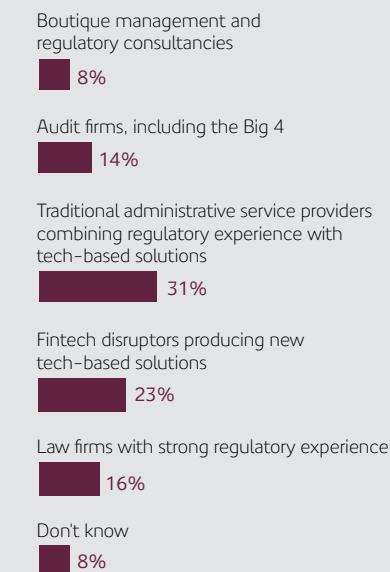 Boutique management and
regulatory consultancies
8%
Audit firms, including the Big 4
14%
Traditional administrative service providers
combining regulatory experience with
tech-based solutions
31%
Fintech disruptors producing new
tech-based solutions
23%
Law firms with strong regulatory experience
16%
Don't know
8%